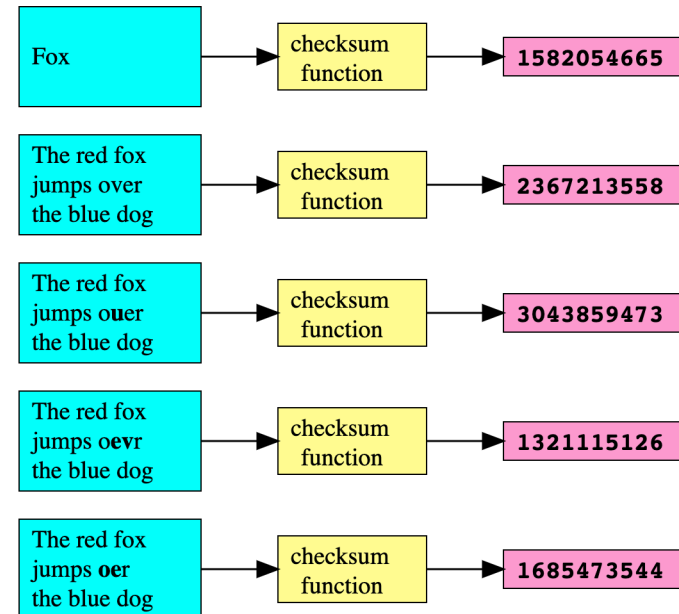 Fox
checksum
function
1582054665
The red fox
jumps over
the blue dog
checksum
function
2367213558
The red fox
jumps ouer
the blue dog
checksum
function
3043859473
The red fox
jumps oevr
the blue dog
checksum
function
1321115126
The red fox
jumps oer
the blue dog
checksum
function
1685473544